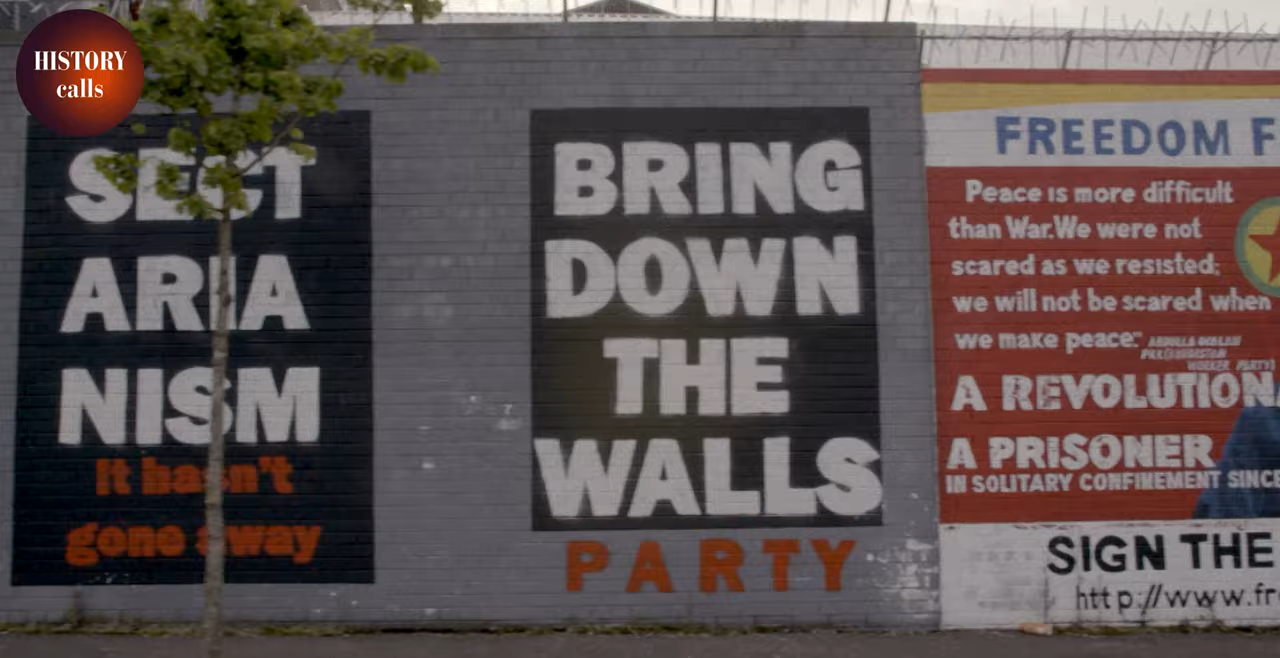 HISTORY
calls
SECT
ARIA
NISM
It hasn't
gone away
BRING
DOWN
THE
WALLS
PARTY
FREEDOM F
Peace is more difficult
than War. We were not
scared as we resisted;
we will not be scared when
we make peace."
WORKER PARTY)
A REVOLUTION
A PRISONER
IN SOLITARY CONFINEMENT SINCE
SIGN THE
http://www.fr